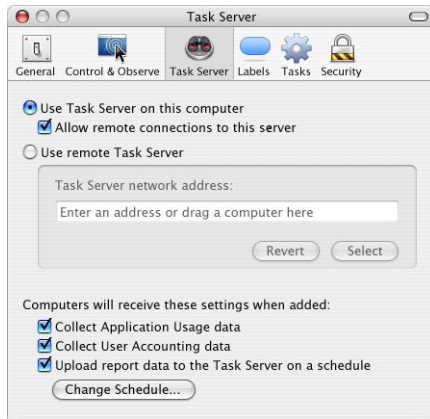 Task Server
General Control & Observe Task Server Labels Tasks Security
Use Task Server on this computer
Allow remote connections to this server
Use remote Task Server
Task Server network address:
Enter an address or drag a computer here
Revert Select
Computers will receive these settings when added:
Collect Application Usage data
Collect User Accounting data
Upload report data to the Task Server on a schedule
Change Schedule...